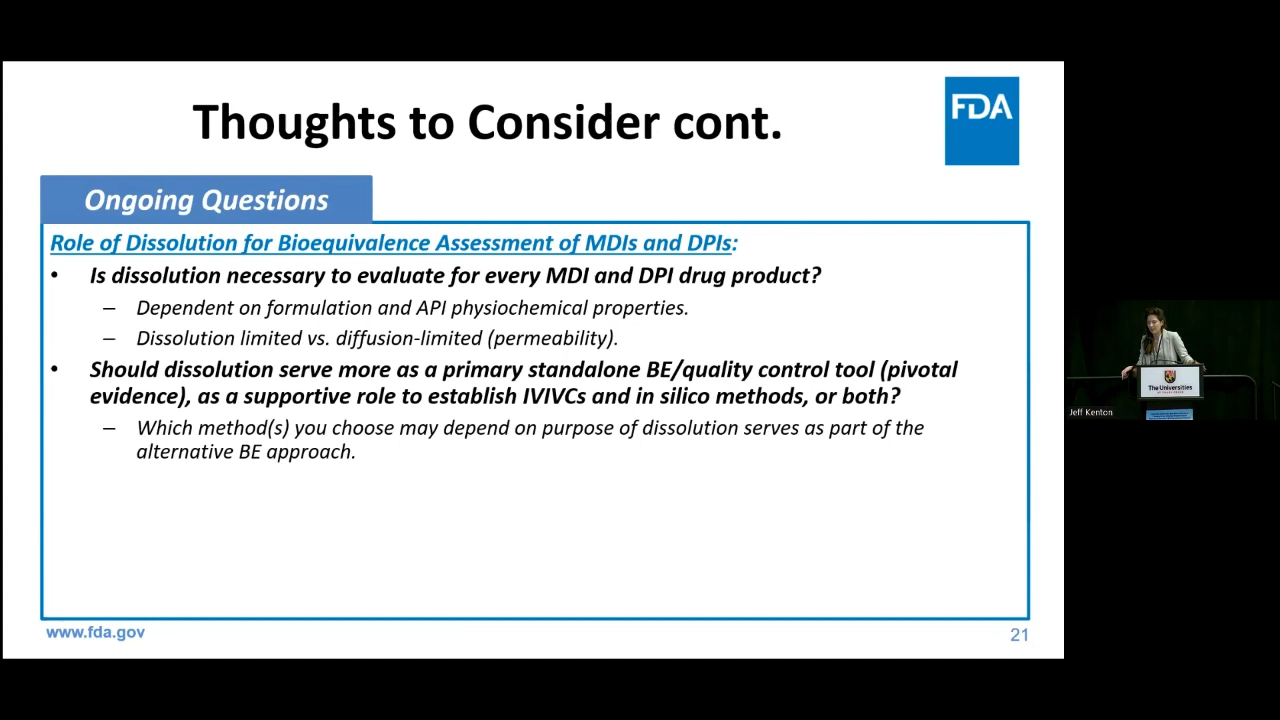 Thoughts to Consider cont.
FDA
Ongoing Questions
Role of Dissolution for Bioequivalence Assessment of MDIs and DPIs:
• Is dissolution necessary to evaluate for every MDI and DPI drug product?
– Dependent on formulation and API physiochemical properties.
– Dissolution limited vs. diffusion-limited (permeability).
• Should dissolution serve more as a primary standalone BE/quality control tool (pivotal
evidence), as a supportive role to establish IVIVCs and in silico methods, or both?
– Which method(s) you choose may depend on purpose of dissolution serves as part of the
alternative BE approach.
www.fda.gov
21
The Universities
Jeff Kenton